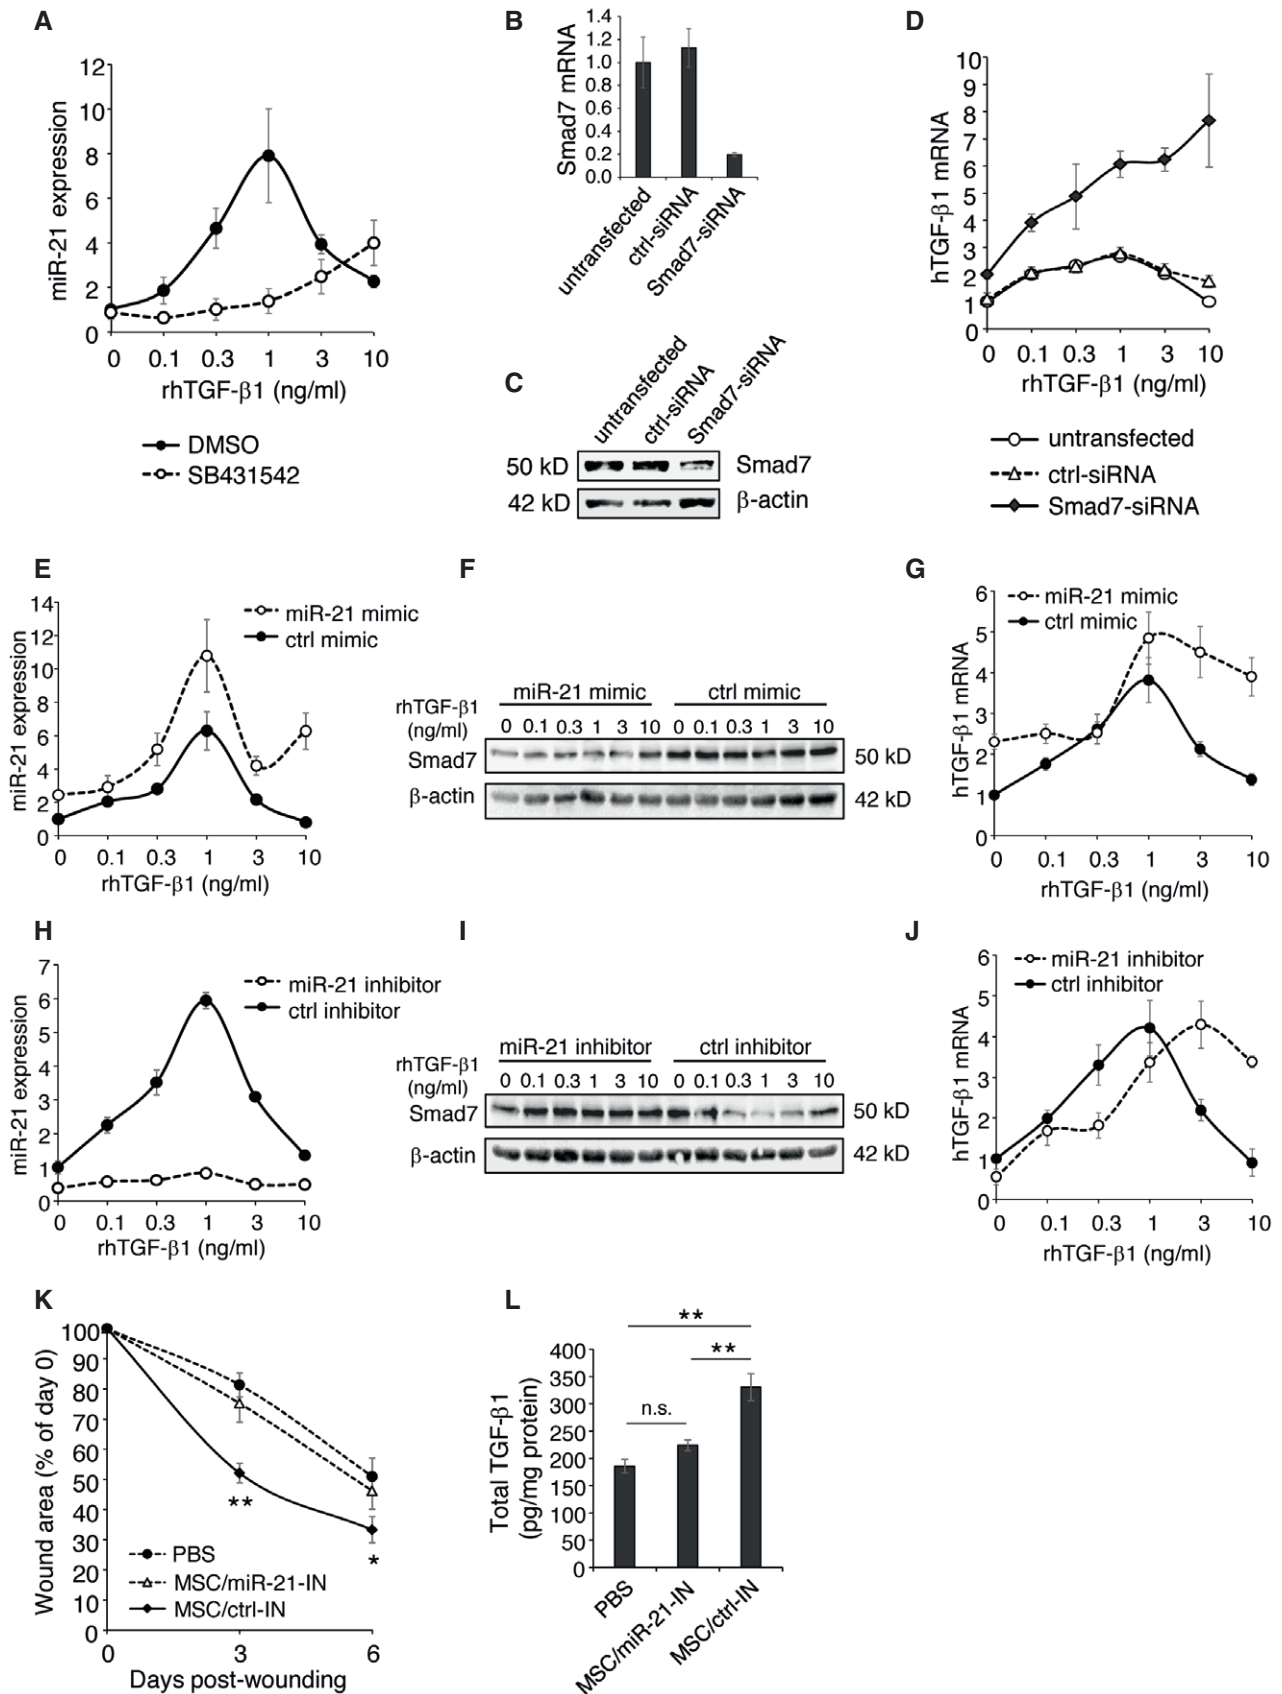 A
miR-21 expression
12
10
8
6
4
2
0
0 0.1 0.3 1 3 10
rhTGF-β1 (ng/ml)
DMSO
SB431542
B
Smad7 mRNA
1.4
1.2
1.0
0.8
0.6
0.4
0.2
0.0
untransfected
ctrl-siRNA
Smad7-siRNA
C
untransfected
ctrl-siRNA
Smad7-siRNA
50 kD Smad7
42 kD β-actin
D
hTGF-β1 mRNA
10
9
8
7
6
5
4
3
2
1
0
0 0.1 0.3 1 3 10
rhTGF-β1 (ng/ml)
untransfected
ctrl-siRNA
Smad7-siRNA
E
miR-21 expression
14
12
10
8
6
4
2
0
0 0.1 0.3 1 3 10
rhTGF-β1 (ng/ml)
miR-21 mimic
ctrl mimic
F
miR-21 mimic ctrl mimic
rhTGF-β1
(ng/ml)
0 0.1 0.3 1 3 10 0 0.1 0.3 1 3 10
Smad7 50 kD
β-actin 42 kD
G
hTGF-β1 mRNA
6
5
4
3
2
1
0
0 0.1 0.3 1 3 10
rhTGF-β1 (ng/ml)
miR-21 mimic
ctrl mimic
H
miR-21 expression
7
6
5
4
3
2
1
0
0 0.1 0.3 1 3 10
rhTGF-β1 (ng/ml)
miR-21 inhibitor
ctrl inhibitor
I
miR-21 inhibitor ctrl inhibitor
rhTGF-β1
(ng/ml)
0 0.1 0.3 1 3 10 0 0.1 0.3 1 3 10
Smad7 50 kD
β-actin 42 kD
J
hTGF-β1 mRNA
6
5
4
3
2
1
0
0 0.1 0.3 1 3 10
rhTGF-β1 (ng/ml)
miR-21 inhibitor
ctrl inhibitor
K
Wound area (% of day 0)
100
90
80
70
60
50
40
30
20
10
0
**
*
PBS
MSC/miR-21-IN
MSC/ctrl-IN
0 3 6
Days post-wounding
L
Total TGF-β1
(pg/mg protein)
400
350
300
250
200
150
100
50
0
**
**
n.s.
PBS
MSC/miR-21-IN
MSC/ctrl-IN